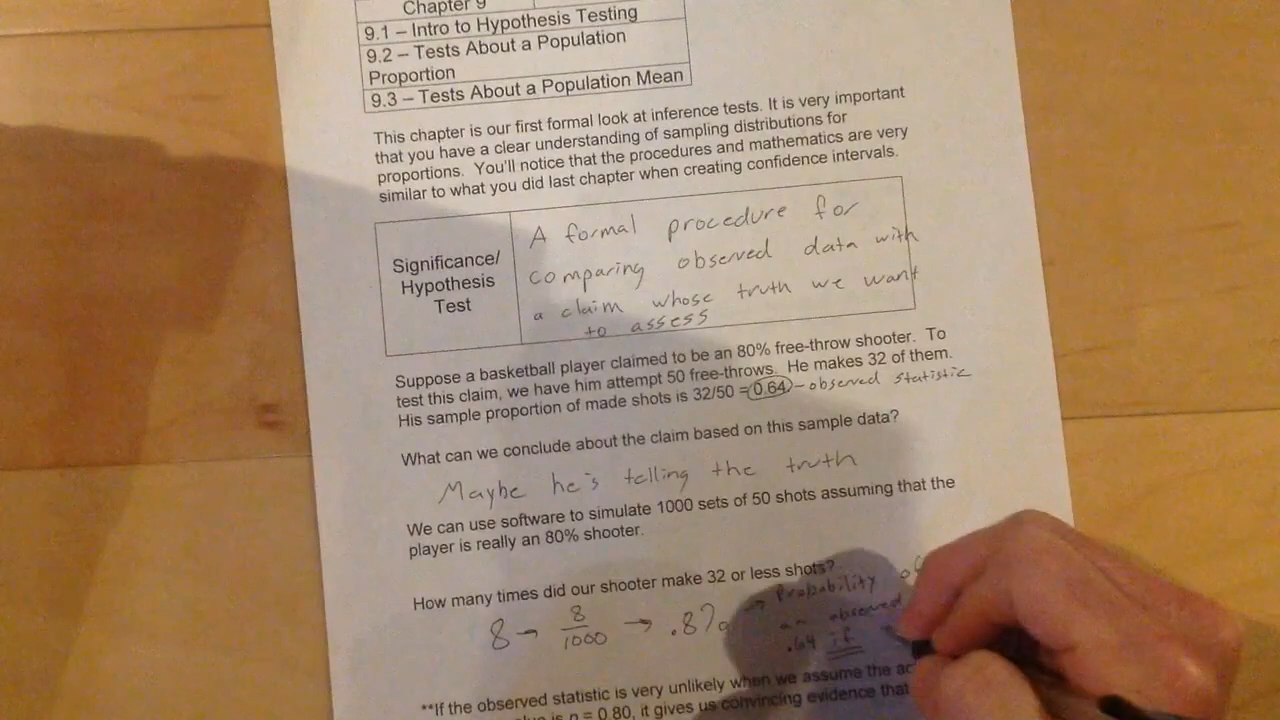 Chapter 9
9.1 – Intro to Hypothesis Testing
9.2 – Tests About a Population
Proportion
9.3 – Tests About a Population Mean
This chapter is our first formal look at inference tests. It is very important
that you have a clear understanding of sampling distributions for
proportions. You'll notice that the procedures and mathematics are very
similar to what you did last chapter when creating confidence intervals.
Significance/
Hypothesis
Test
A formal procedure for
comparing observed data with
a claim whose truth we want
to assess
Suppose a basketball player claimed to be an 80% free-throw shooter. To
test this claim, we have him attempt 50 free-throws. He makes 32 of them.
His sample proportion of made shots is 32/50 = 0.64 – observed statistic
What can we conclude about the claim based on this sample data?
Maybe he's telling the truth
We can use software to simulate 1000 sets of 50 shots assuming that the
player is really an 80% shooter.
How many times did our shooter make 32 or less shots?
8 → 8/1000 → .8% → Probability of
an observed
.64 if
**If the observed statistic is very unlikely when we assume the
is p = 0.80, it gives us convincing evidence that